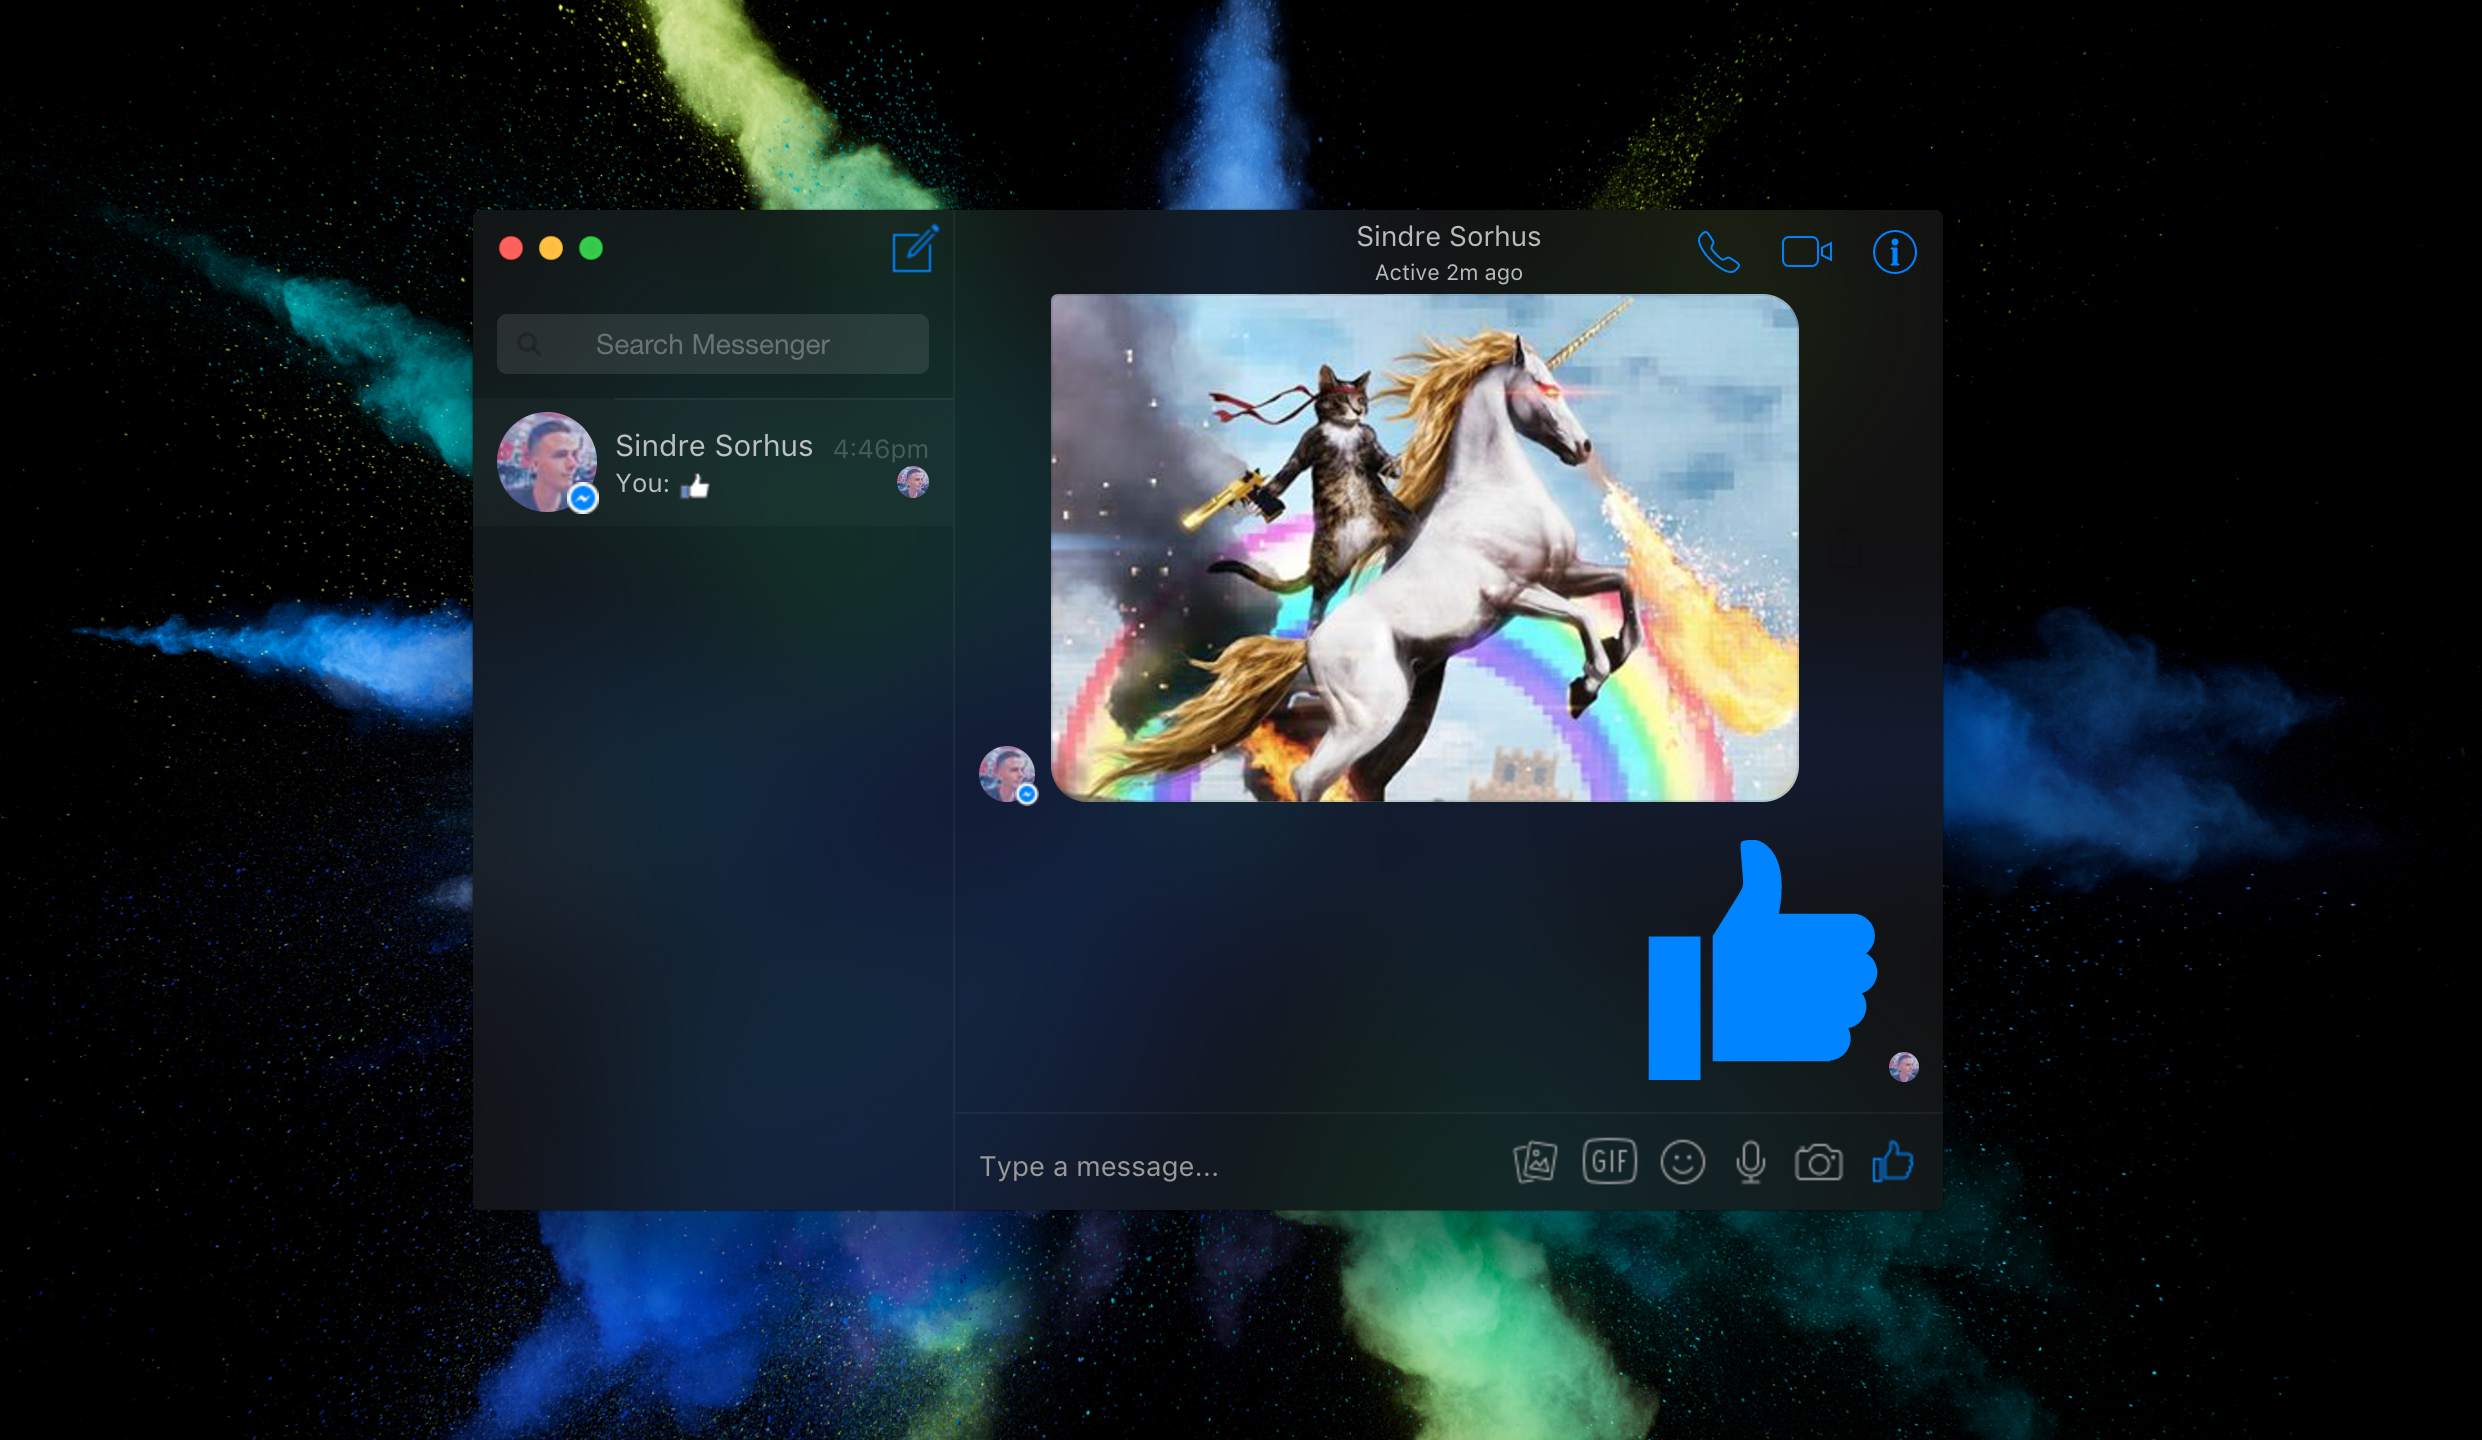 Search Messenger
Sindre Sorhus 4:46pm
You: 👍
Sindre Sorhus
Active 2m ago
Type a message...
GIF